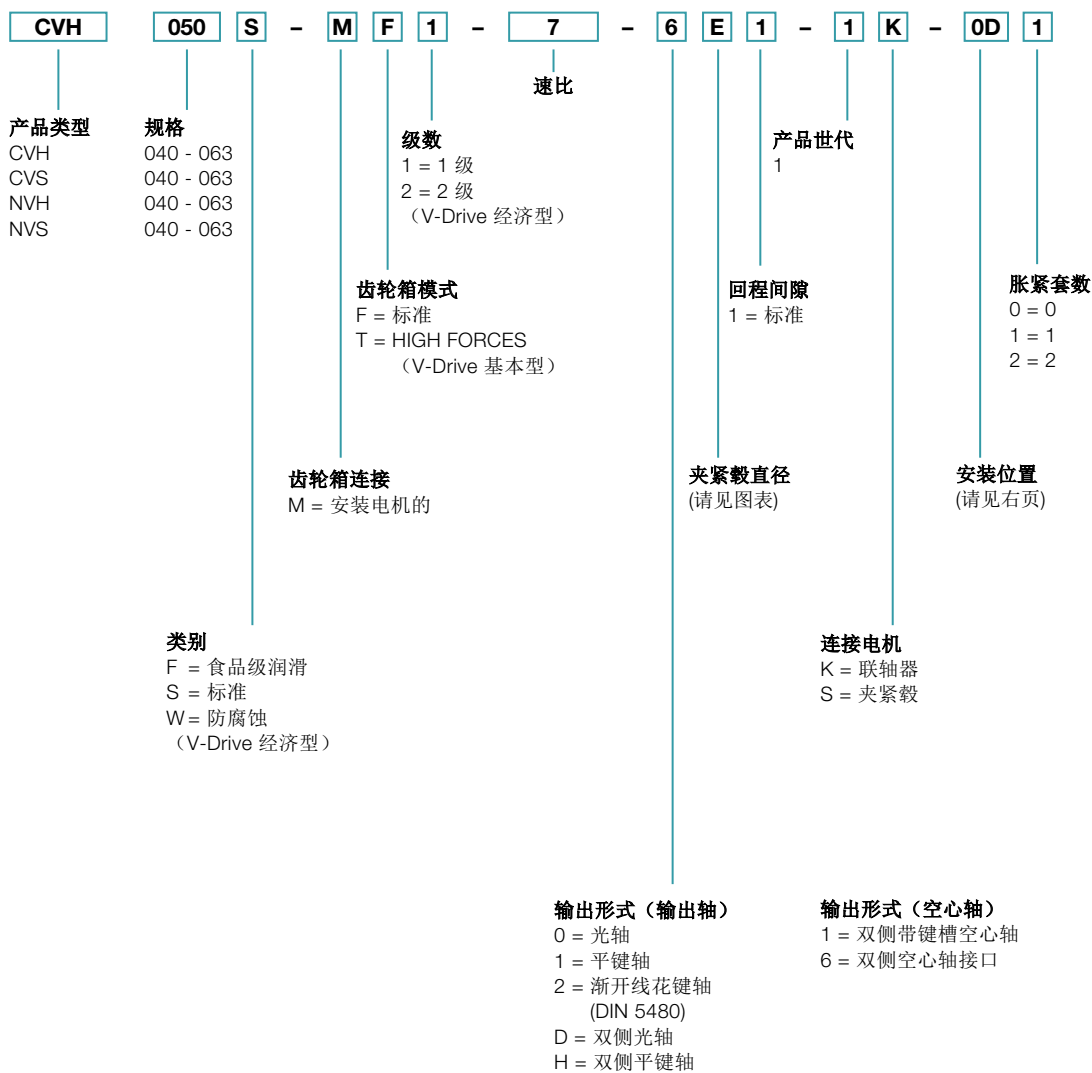 CVH 050 S – M F 1 – 7 – 6 E 1 – 1 K – 0D 1
速比
产品类型
CVH
CVS
NVH
NVS
规格
040 - 063
040 - 063
040 - 063
040 - 063
级数
1 = 1 级
2 = 2 级
（V-Drive 经济型）
产品世代
1
齿轮箱模式
F = 标准
T = HIGH FORCES
（V-Drive 基本型）
回程间隙
1 = 标准
胀紧套数
0 = 0
1 = 1
2 = 2
齿轮箱连接
M = 安装电机的
夹紧毂直径
(请见图表)
安装位置
(请见右页)
类别
F = 食品级润滑
S = 标准
W = 防腐蚀
（V-Drive 经济型）
连接电机
K = 联轴器
S = 夹紧毂
输出形式（输出轴）
0 = 光轴
1 = 平键轴
2 = 渐开线花键轴
(DIN 5480)
D = 双侧光轴
H = 双侧平键轴
输出形式（空心轴）
1 = 双侧带键槽空心轴
6 = 双侧空心轴接口